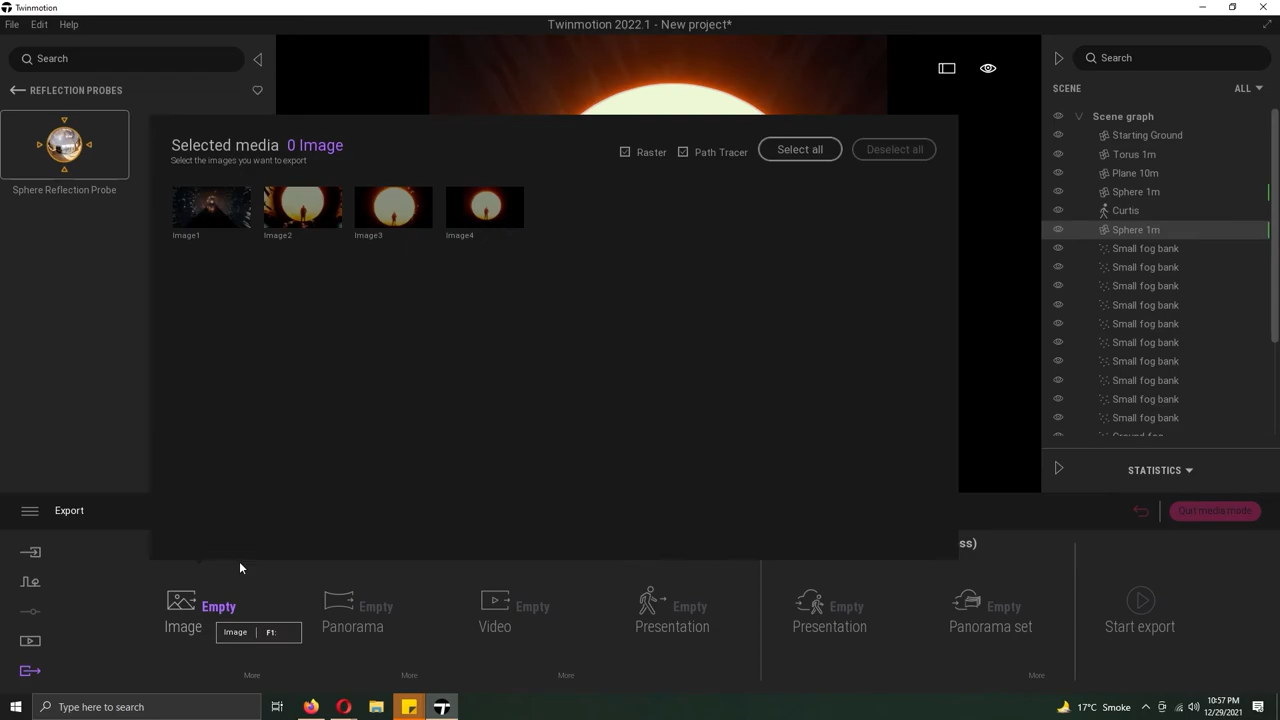 Twinmotion
File Edit Help
Twinmotion 2022.1 - New project*
Search
REFLECTION PROBES
Sphere Reflection Probe
Selected media 0 Image
Select the images you want to export
Raster
Path Tracer
Select all
Deselect all
Image1
Image2
Image3
Image4
Search
SCENE
ALL
Scene graph
Starting Ground
Torus 1m
Plane 10m
Sphere 1m
Curtis
Sphere 1m
Small fog bank
Small fog bank
Small fog bank
Small fog bank
Small fog bank
Small fog bank
Small fog bank
Small fog bank
Small fog bank
Small fog bank
Ground fog
STATISTICS
Export
Quit media mode
ss)
Empty
Image
Image F1:
More
Empty
Panorama
More
Empty
Video
More
Empty
Presentation
Empty
Presentation
Empty
Panorama set
More
Start export
Type here to search
17°C Smoke
10:57 PM
12/29/2021